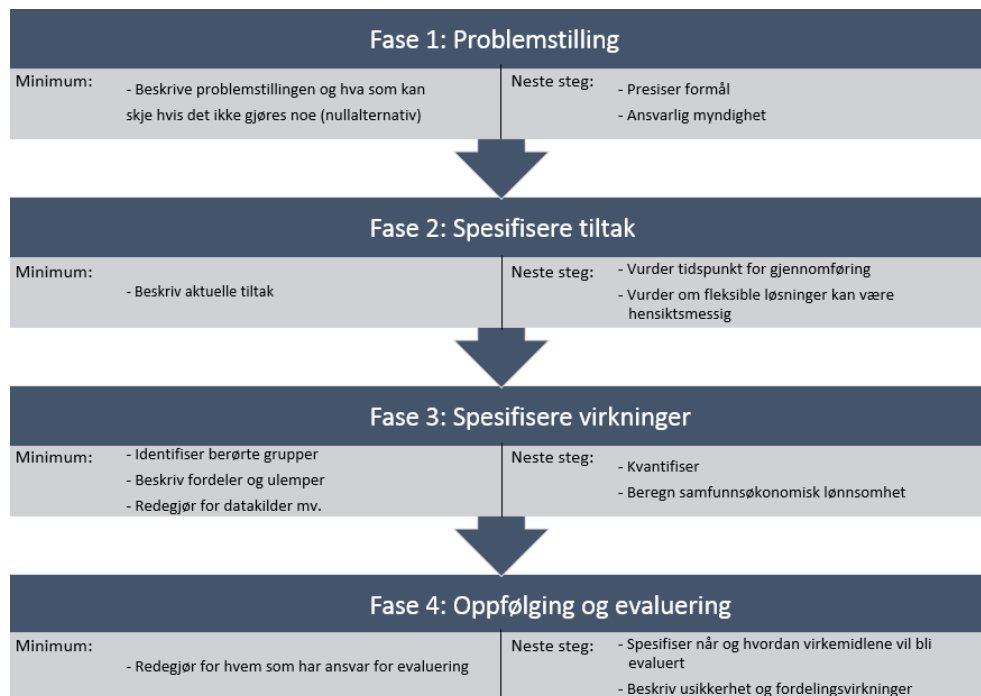 Fase 1: Problemstilling
Minimum:
- Beskrive problemstillingen og hva som kan
skje hvis det ikke gjøres noe (nullalternativ)
Neste steg:
- Presiser formål
- Ansvarlig myndighet
Fase 2: Spesifisere tiltak
Minimum:
- Beskriv aktuelle tiltak
Neste steg:
- Vurder tidspunkt for gjennomføring
- Vurder om fleksible løsninger kan være
hensiktsmessig
Fase 3: Spesifisere virkninger
Minimum:
- Identifiser berørte grupper
- Beskriv fordeler og ulemper
- Redegjør for datakilder mv.
Neste steg:
- Kvantifiser
- Beregn samfunnsøkonomisk lønnsomhet
Fase 4: Oppfølging og evaluering
Minimum:
- Redegjør for hvem som har ansvar for evaluering
Neste steg:
- Spesifiser når og hvordan virkemidlene vil bli
evaluert
- Beskriv usikkerhet og fordelingsvirkninger